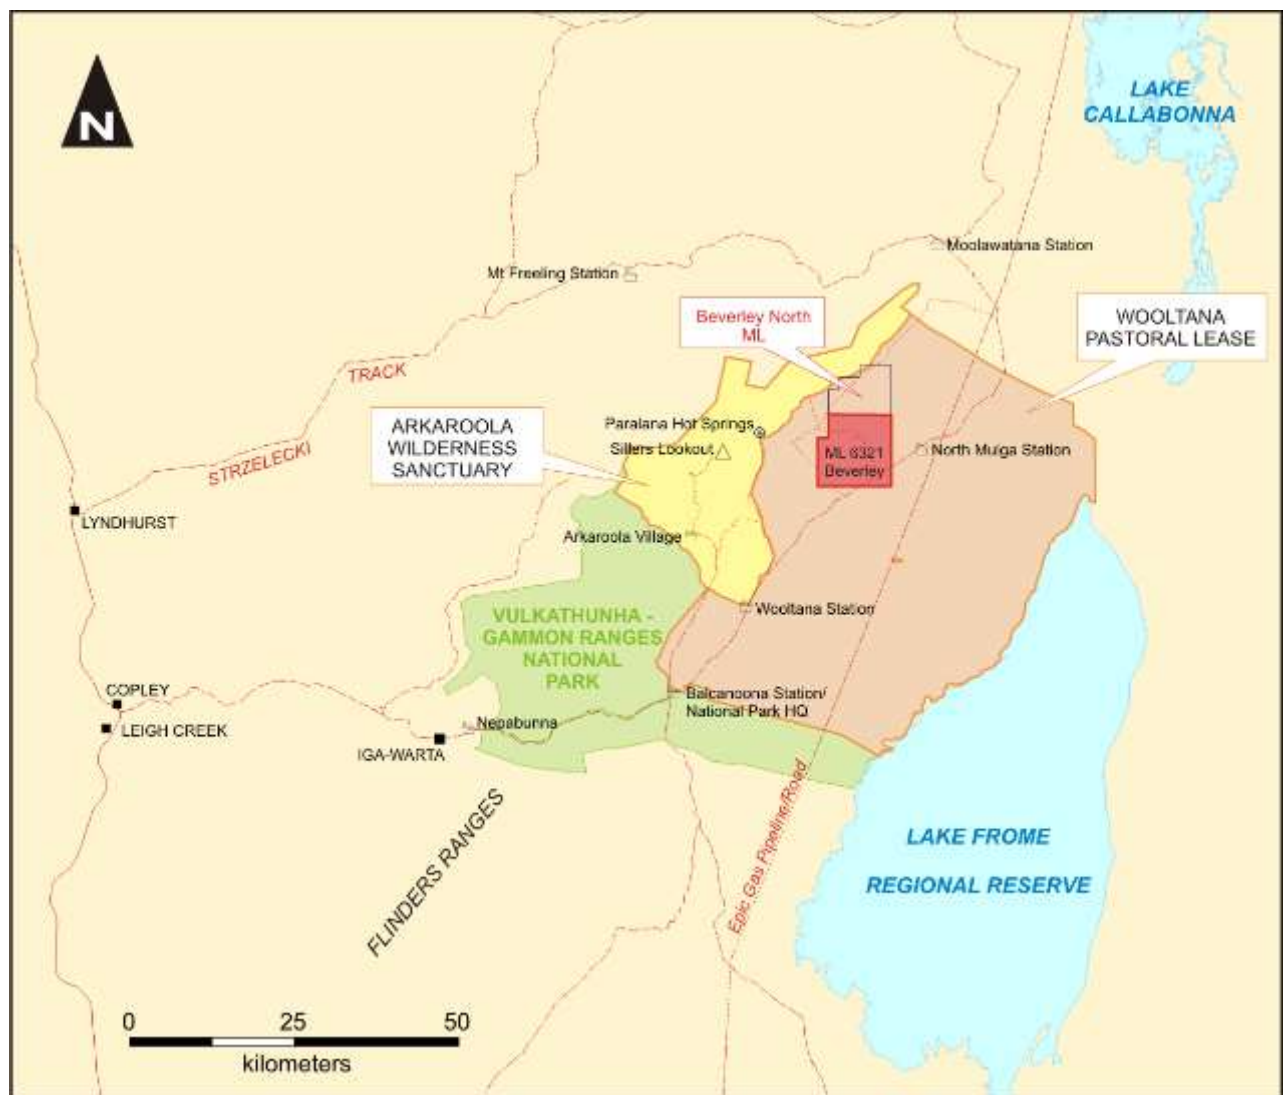 N
LAKE
CALLABONNA
Moolawatana Station
Mt Freeling Station
Beverley North
ML
WOOLTANA
PASTORAL LEASE
TRACK
STRZELECKI
ARKAROOLA
WILDERNESS
SANCTUARY
Paralana Hot Springs
Sillers Lookout
ML 6321
Beverley
North Mulga Station
LYNDHURST
Arkaroola Village
VULKATHUNHA -
GAMMON RANGES
NATIONAL
PARK
Wooltana Station
COPLEY
LEIGH CREEK
Balcanoona Station/
National Park HQ
Nepabunna
IGA-WARTA
FLINDERS RANGES
Epic Gas Pipeline/Road
LAKE FROME
REGIONAL RESERVE
0 25 50
kilometers